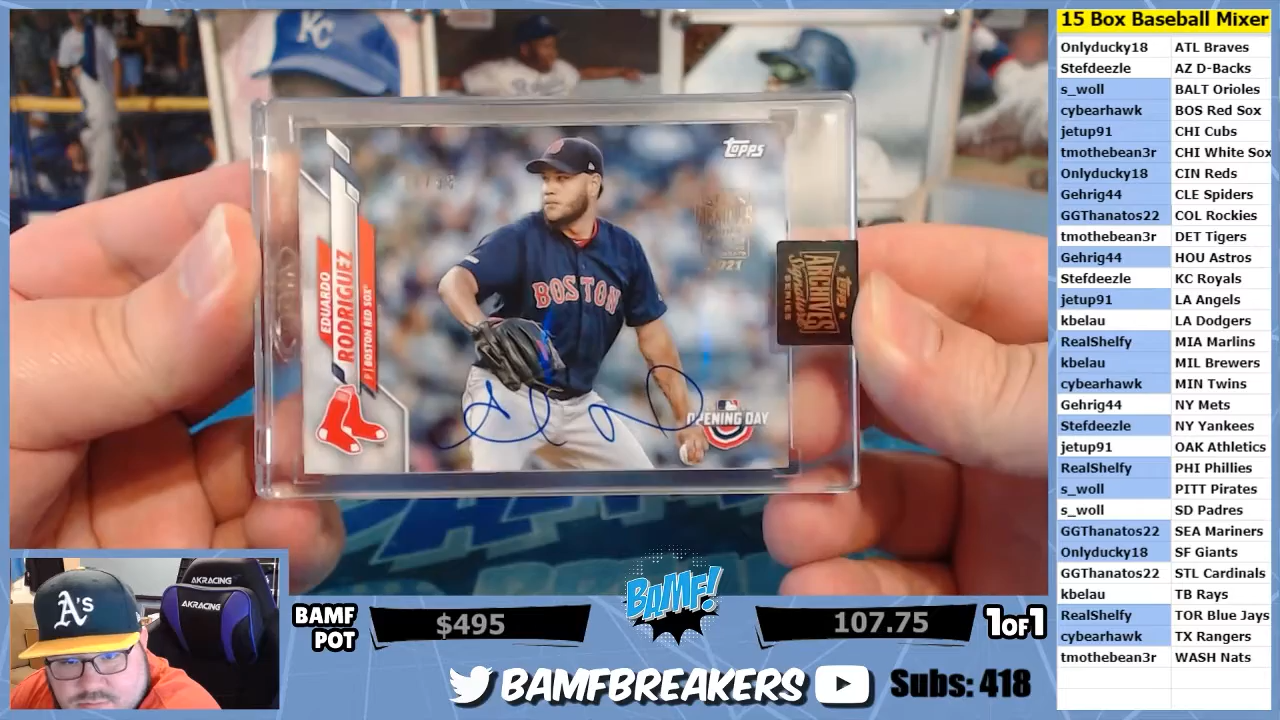 KC
Topps
2021
EDUARDO
RODRIGUEZ
P | BOSTON RED SOX
BOSTON
OPENING DAY
TOPPS
ARCHIVES
Signature
SERIES
A's
AKRACING
AKRACING
BAMF
POT
$495
BAMF!
107.75
1 OF 1
BAMFBREAKERS
Subs: 418
15 Box Baseball Mixer
Onlyducky18 ATL Braves
Stefdeezle AZ D-Backs
s_woll BALT Orioles
cybearhawk BOS Red Sox
jetup91 CHI Cubs
tmothebean3r CHI White Sox
Onlyducky18 CIN Reds
Gehrig44 CLE Spiders
GGThanatos22 COL Rockies
tmothebean3r DET Tigers
Gehrig44 HOU Astros
Stefdeezle KC Royals
jetup91 LA Angels
kbelau LA Dodgers
RealShelfy MIA Marlins
kbelau MIL Brewers
cybearhawk MIN Twins
Gehrig44 NY Mets
Stefdeezle NY Yankees
jetup91 OAK Athletics
RealShelfy PHI Phillies
s_woll PITT Pirates
s_woll SD Padres
GGThanatos22 SEA Mariners
Onlyducky18 SF Giants
GGThanatos22 STL Cardinals
kbelau TB Rays
RealShelfy TOR Blue Jays
cybearhawk TX Rangers
tmothebean3r WASH Nats